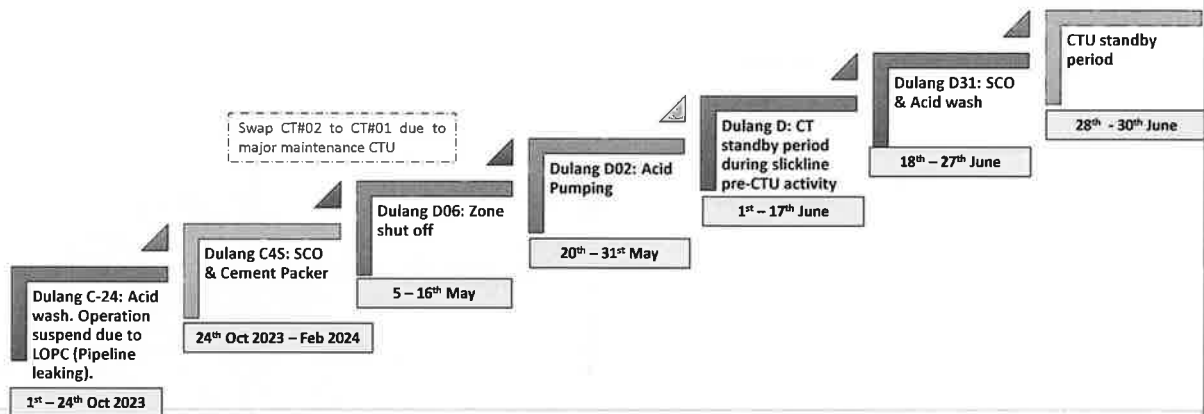 Dulang C-24: Acid
wash. Operation
suspend due to
LOPC (Pipeline
leaking).
1st – 24th Oct 2023
Dulang C4S: SCO
& Cement Packer
24th Oct 2023 – Feb 2024
Swap CT#02 to CT#01 due to
major maintenance CTU
Dulang D06: Zone
shut off
5 – 16th May
Dulang D02: Acid
Pumping
20th – 31st May
Dulang D: CT
standby period
during slickline
pre-CTU activity
1st – 17th June
Dulang D31: SCO
& Acid wash
18th – 27th June
CTU standby
period
28th - 30th June